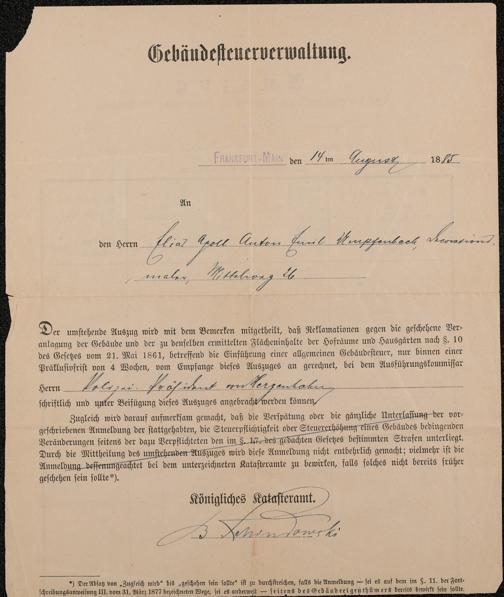 Gebäudesteuerverwaltung.
FRANKFURT-MAIN den 14 ten August 1885
An
den Herrn Elias Apoll Anton Emil Umpfenbach, Decorations-
maler, Mittelweg 26
Der umstehende Auszug wird mit dem Bemerken mitgetheilt, daß Reklamationen gegen die geschehene Ver-
anlagung der Gebäude und der zu denselben ermittelten Flächeninhalte der Hofräume und Hausgärten nach § 10
des Gesetzes vom 21. Mai 1861, betreffend die Einführung einer allgemeinen Gebäudesteuer, nur binnen einer
Präklusivfrist von 4 Wochen, vom Empfange dieses Auszuges an gerechnet, bei dem Ausführungskommissar
Herrn Polizei-Präsident von Hergenhahn
schriftlich und unter Beifügung dieses Auszuges angebracht werden können.
Zugleich wird darauf aufmerksam gemacht, daß die Verspätung oder die gänzliche Unterlassung der vor-
geschriebenen Anmeldung der stattgehabten, die Steuerpflichtigkeit oder Steuererhöhung eines Gebäudes bedingenden
Veränderungen seitens der dazu Verpflichteten den im § 17. des gedachten Gesetzes bestimmten Strafen unterliegt.
Durch die Mittheilung des umstehenden Auszuges wird diese Anmeldung nicht entbehrlich gemacht; vielmehr ist die
Anmeldung dessenungeachtet bei dem unterzeichneten Katasteramte zu bewirken, falls solches nicht bereits früher
geschehen sein sollte*).
Königliches Katasteramt.
*) Der Absatz von „Zugleich wird" bis „geschehen sein sollte" ist zu durchstreichen, falls die Anmeldung — sei es auf dem im § 11. der Fort-
schreibungsanweisung III. vom 31. März 1877 bezeichneten Wege, sei es anderweit — seitens des Gebäudeeigenthümers bereits bewirkt sein sollte.